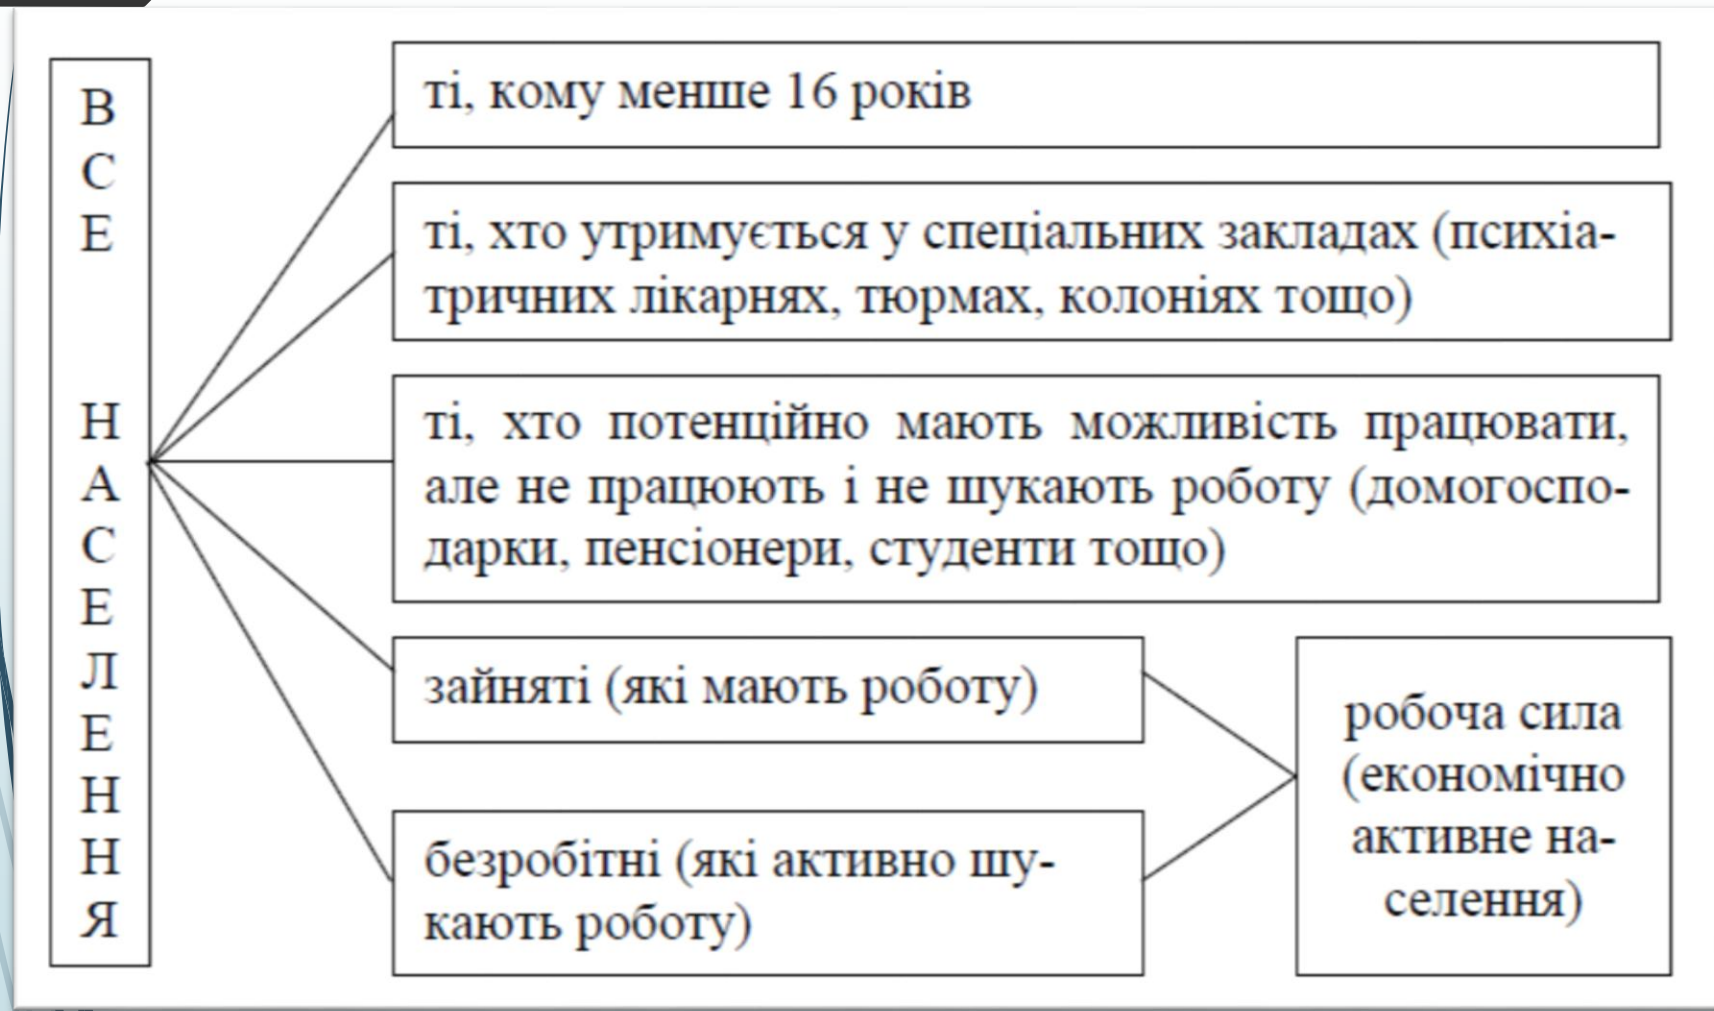 ВСЕ НАСЕЛЕННЯ
ті, кому менше 16 років
ті, хто утримується у спеціальних закладах (психіа-
тричних лікарнях, тюрмах, колоніях тощо)
ті, хто потенційно мають можливість працювати,
але не працюють і не шукають роботу (домогоспо-
дарки, пенсіонери, студенти тощо)
зайняті (які мають роботу)
безробітні (які активно шу-
кають роботу)
робоча сила
(економічно
активне на-
селення)